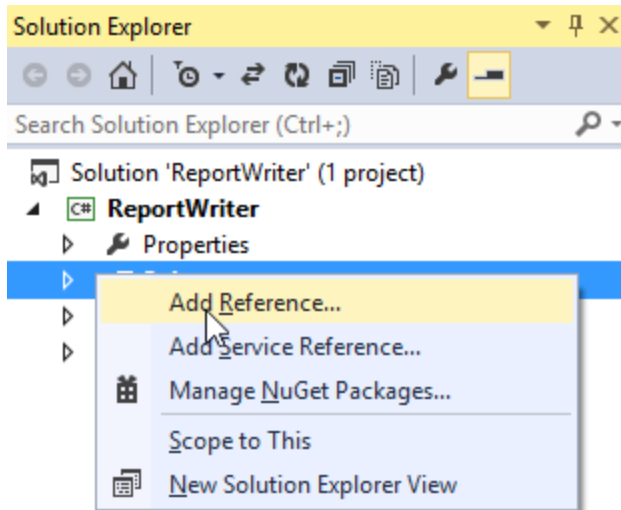 Solution Explorer
Search Solution Explorer (Ctrl+;)
Solution 'ReportWriter' (1 project)
C# ReportWriter
Properties
Add Reference...
Add Service Reference...
Manage NuGet Packages...
Scope to This
New Solution Explorer View